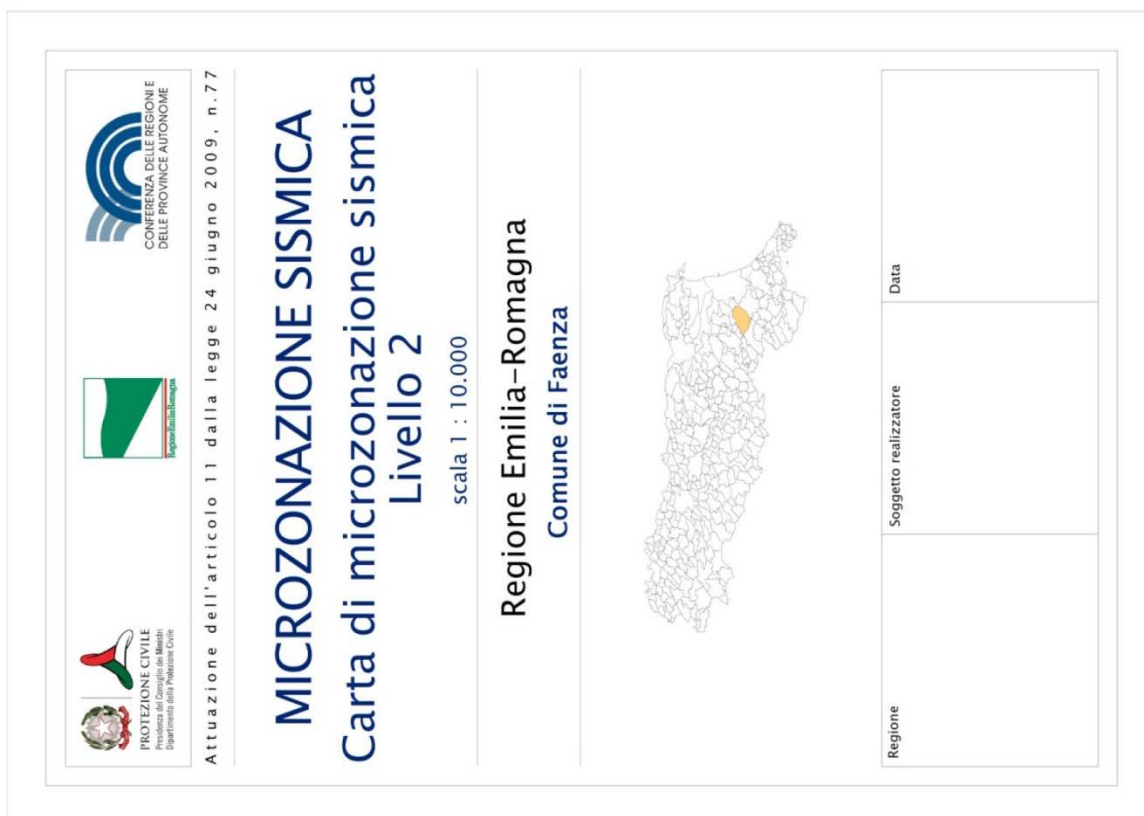 PROTEZIONE CIVILE
Presidenza del Consiglio dei Ministri
Dipartimento della Protezione Civile
RegioneEmiliaRomagna
CONFERENZA DELLE REGIONI E
DELLE PROVINCE AUTONOME
Attuazione dell'articolo 11 dalla legge 24 giugno 2009, n.77
MICROZONAZIONE SISMICA
Carta di microzonazione sismica
Livello 2
scala 1 : 10.000
Regione Emilia-Romagna
Comune di Faenza
Regione
Soggetto realizzatore
Data